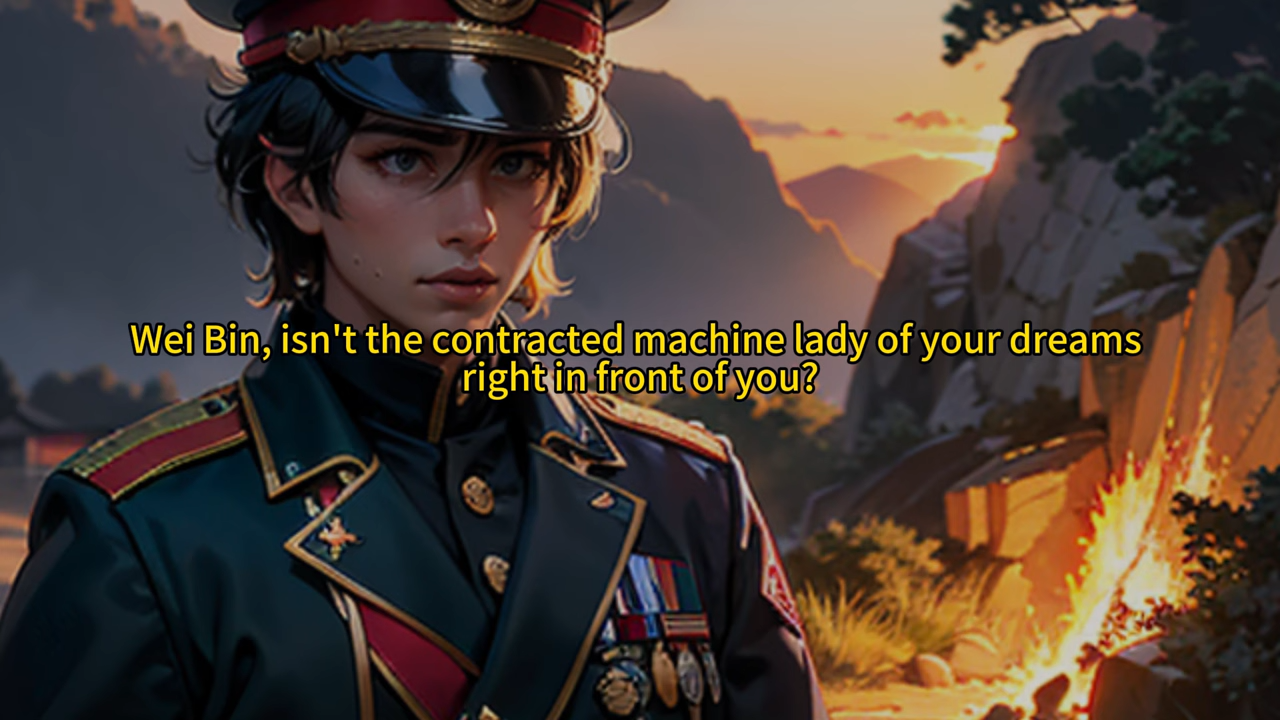 Wei Bin, isn't the contracted machine lady of your dreams
right in front of you?